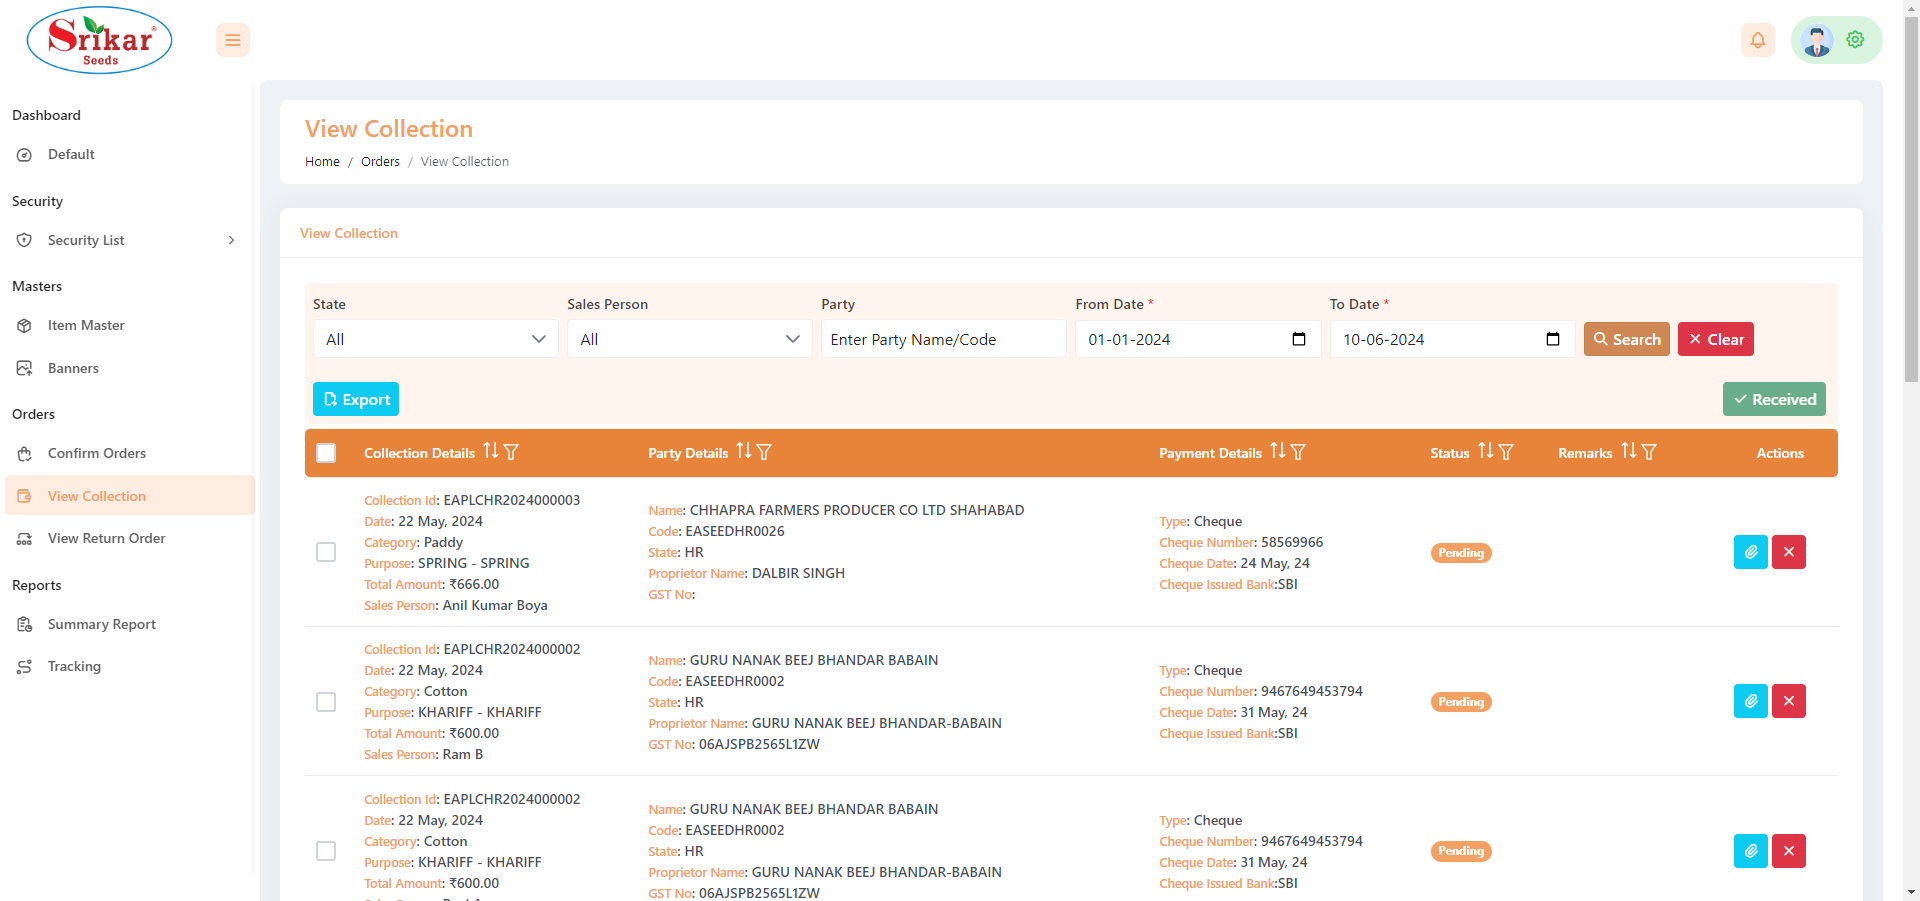 Srikar®
Seeds
Dashboard
Default
Security
Security List
Masters
Item Master
Banners
Orders
Confirm Orders
View Collection
View Return Order
Reports
Summary Report
Tracking
View Collection
Home / Orders / View Collection
View Collection
State Sales Person Party From Date * To Date *
All All Enter Party Name/Code 01-01-2024 10-06-2024 Search Clear
Export Received
Collection Details Party Details Payment Details Status Remarks Actions
Collection Id: EAPLCHR2024000003
Date: 22 May, 2024
Category: Paddy
Purpose: SPRING - SPRING
Total Amount: ₹666.00
Sales Person: Anil Kumar Boya
Name: CHHAPRA FARMERS PRODUCER CO LTD SHAHABAD
Code: EASEEDHR0026
State: HR
Proprietor Name: DALBIR SINGH
GST No:
Type: Cheque
Cheque Number: 58569966
Cheque Date: 24 May, 24
Cheque Issued Bank:SBI
Pending
Collection Id: EAPLCHR2024000002
Date: 22 May, 2024
Category: Cotton
Purpose: KHARIFF - KHARIFF
Total Amount: ₹600.00
Sales Person: Ram B
Name: GURU NANAK BEEJ BHANDAR BABAIN
Code: EASEEDHR0002
State: HR
Proprietor Name: GURU NANAK BEEJ BHANDAR-BABAIN
GST No: 06AJSPB2565L1ZW
Type: Cheque
Cheque Number: 9467649453794
Cheque Date: 31 May, 24
Cheque Issued Bank:SBI
Pending
Collection Id: EAPLCHR2024000002
Date: 22 May, 2024
Category: Cotton
Purpose: KHARIFF - KHARIFF
Total Amount: ₹600.00
Name: GURU NANAK BEEJ BHANDAR BABAIN
Code: EASEEDHR0002
State: HR
Proprietor Name: GURU NANAK BEEJ BHANDAR-BABAIN
GST No: 06AJSPB2565L1ZW
Type: Cheque
Cheque Number: 9467649453794
Cheque Date: 31 May, 24
Cheque Issued Bank:SBI
Pending